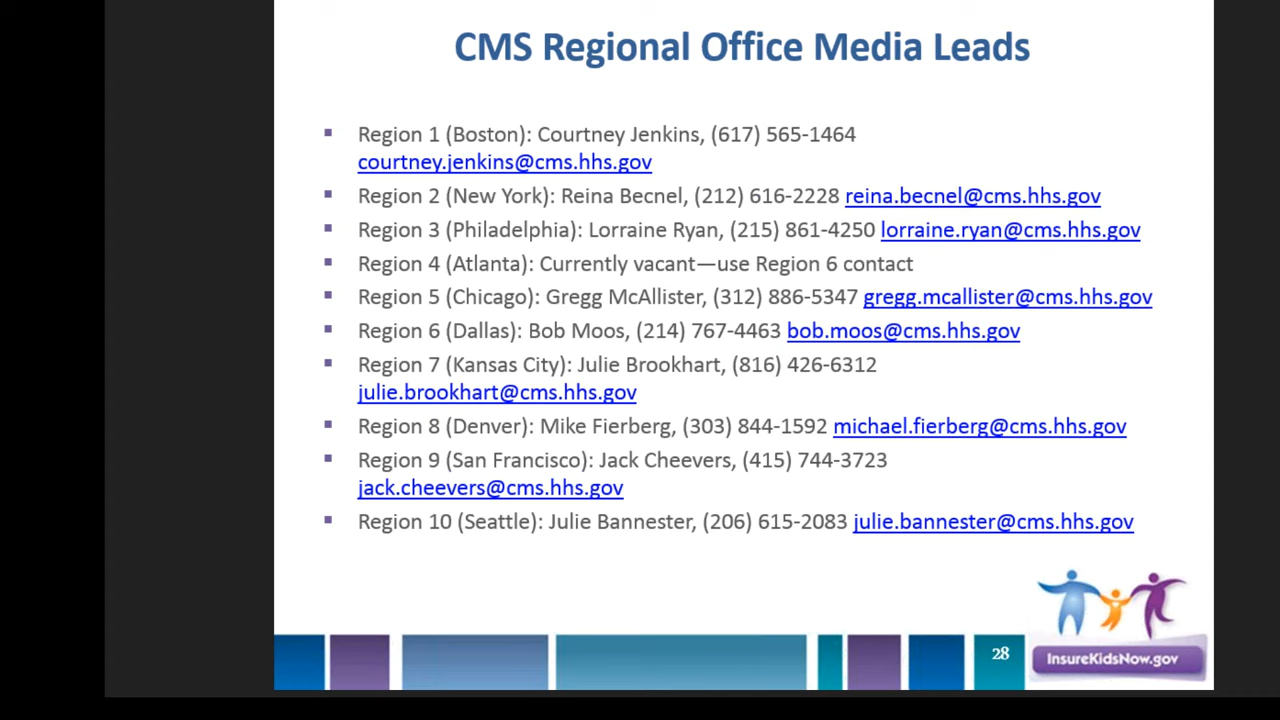 CMS Regional Office Media Leads
Region 1 (Boston): Courtney Jenkins, (617) 565-1464
courtney.jenkins@cms.hhs.gov
Region 2 (New York): Reina Becnel, (212) 616-2228 reina.becnel@cms.hhs.gov
Region 3 (Philadelphia): Lorraine Ryan, (215) 861-4250 lorraine.ryan@cms.hhs.gov
Region 4 (Atlanta): Currently vacant—use Region 6 contact
Region 5 (Chicago): Gregg McAllister, (312) 886-5347 gregg.mcallister@cms.hhs.gov
Region 6 (Dallas): Bob Moos, (214) 767-4463 bob.moos@cms.hhs.gov
Region 7 (Kansas City): Julie Brookhart, (816) 426-6312
julie.brookhart@cms.hhs.gov
Region 8 (Denver): Mike Fierberg, (303) 844-1592 michael.fierberg@cms.hhs.gov
Region 9 (San Francisco): Jack Cheevers, (415) 744-3723
jack.cheevers@cms.hhs.gov
Region 10 (Seattle): Julie Bannester, (206) 615-2083 julie.bannester@cms.hhs.gov
28
InsureKidsNow.gov